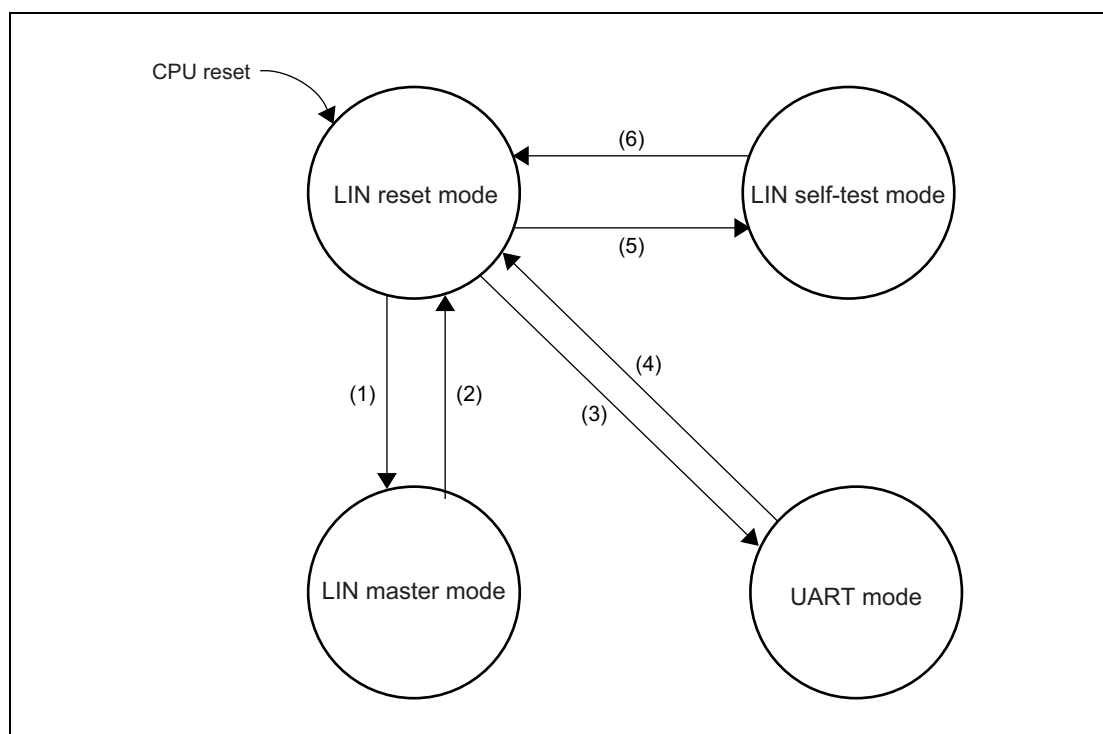 CPU reset
(6)
LIN reset mode
LIN self-test mode
(5)
(4)
(1)
(2)
(3)
LIN master mode
UART mode